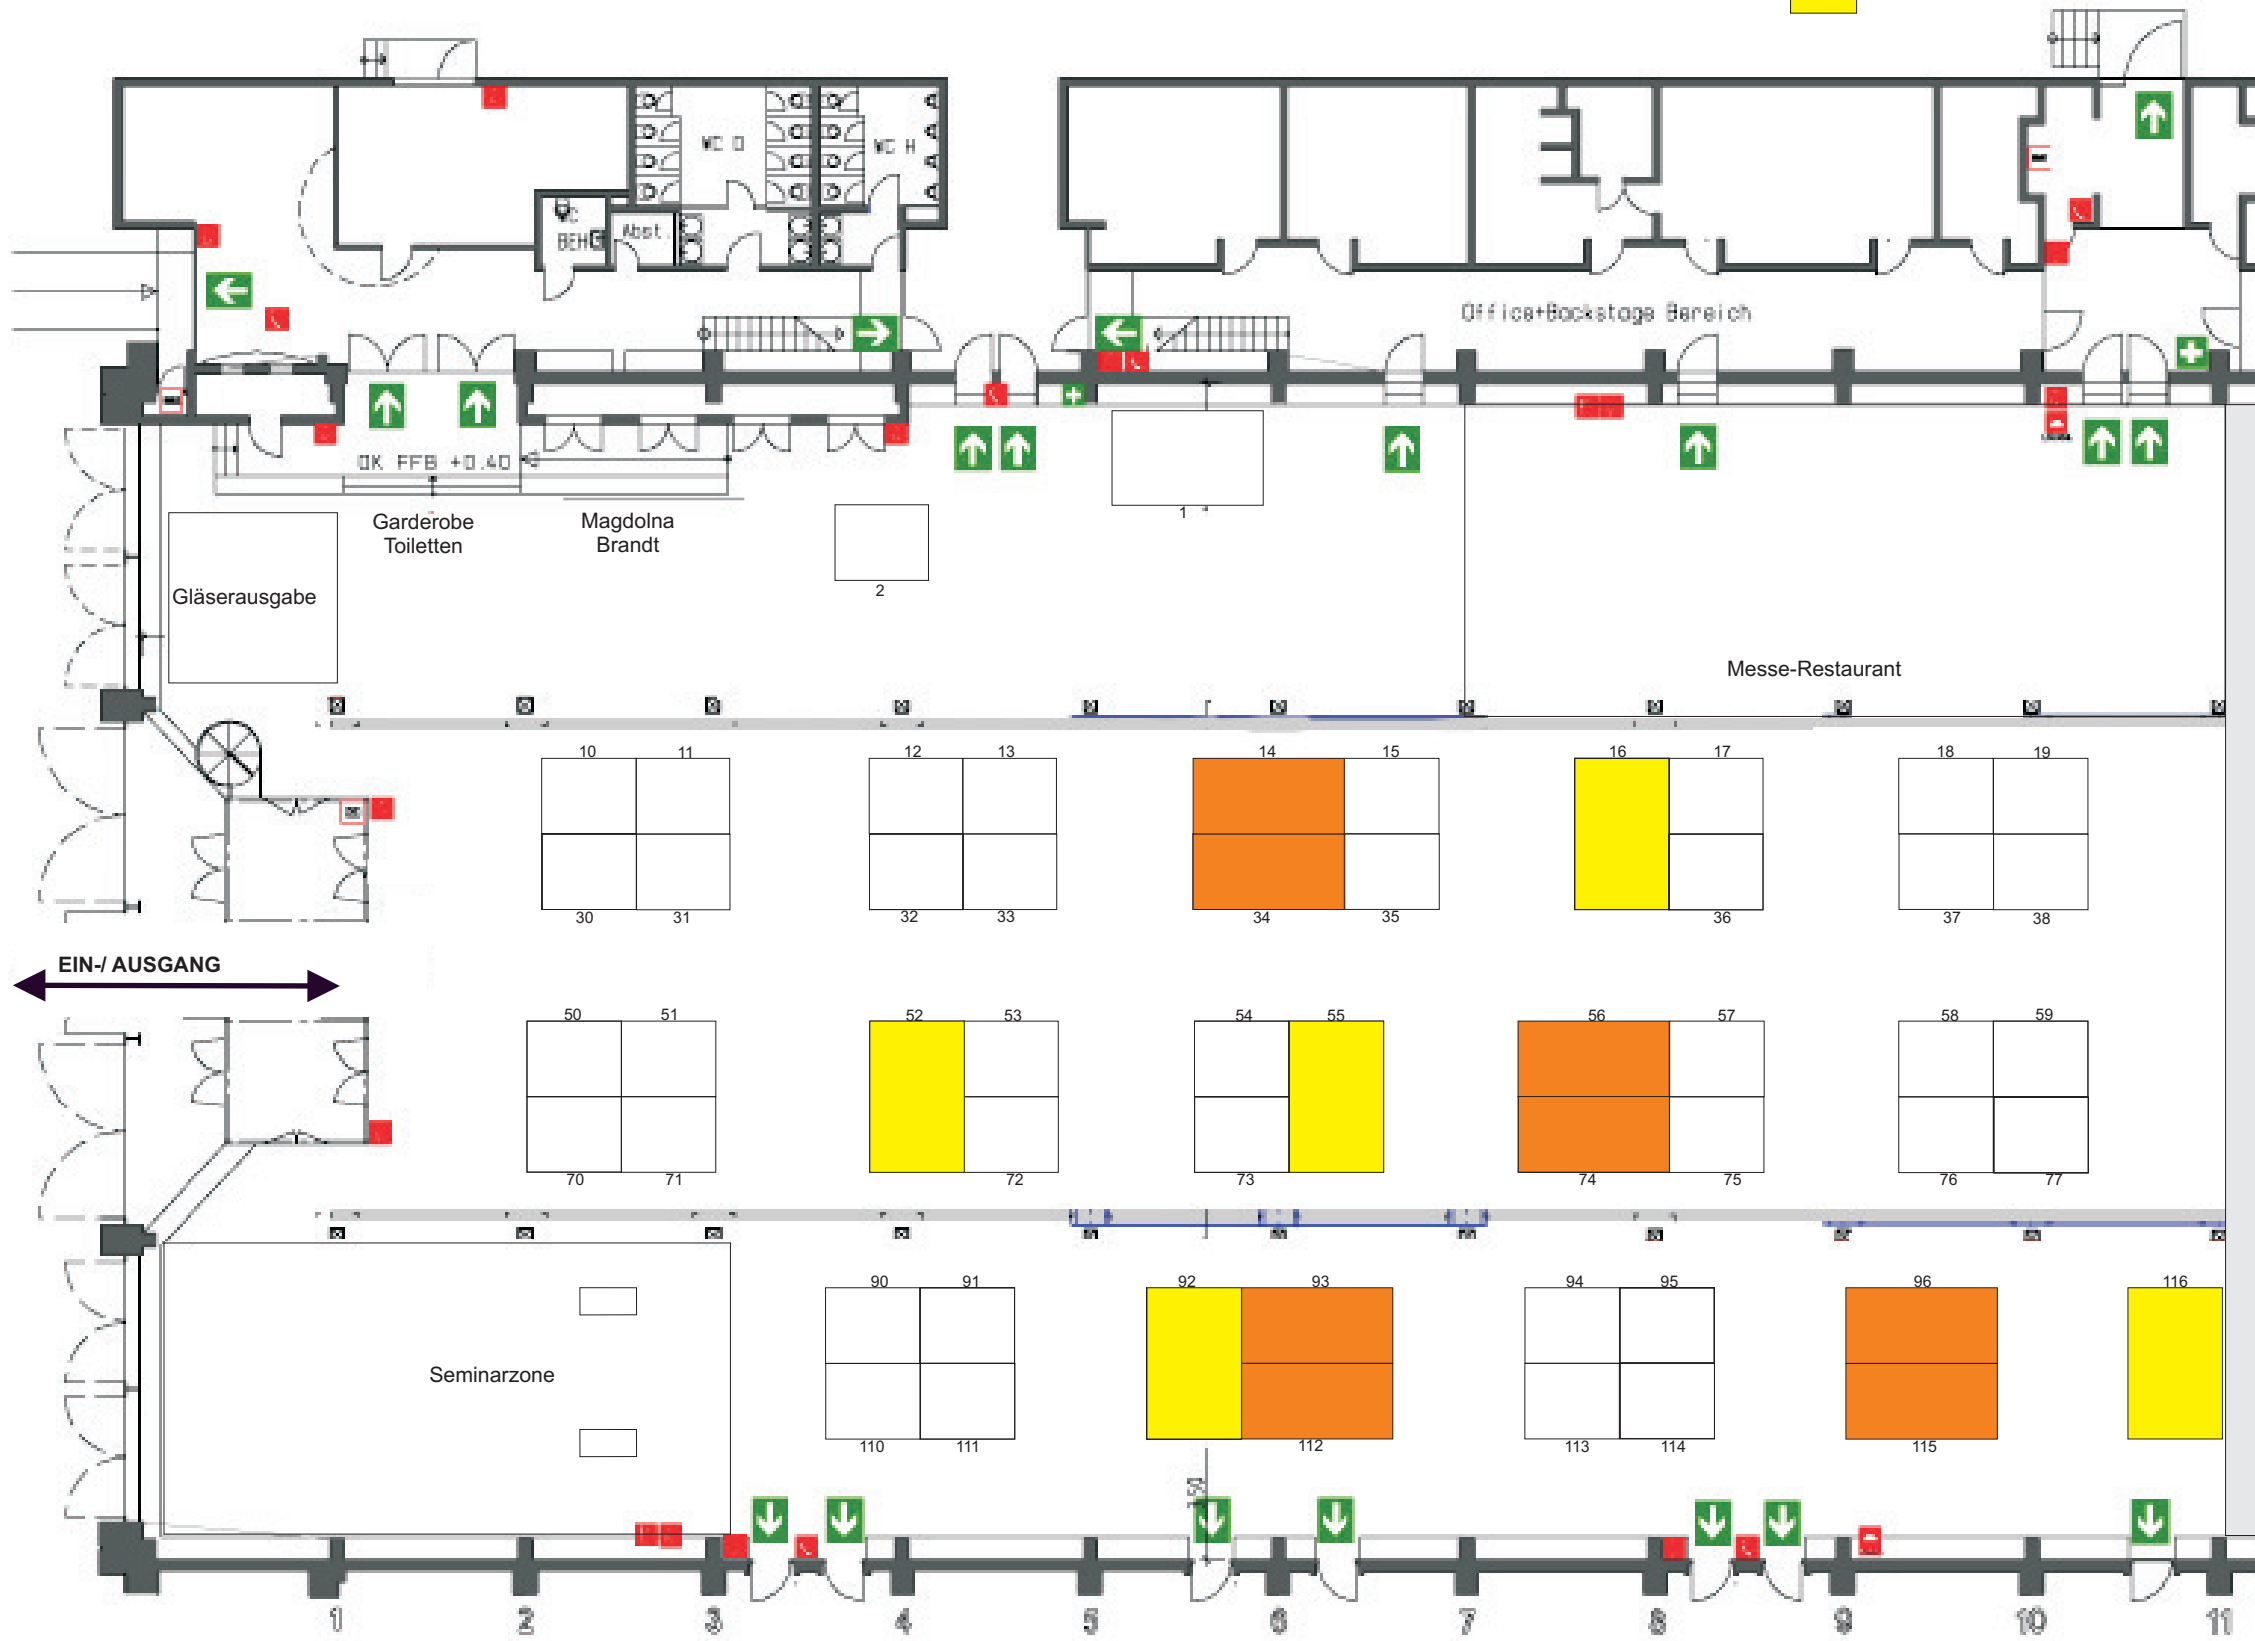 WC D
WC H
WC
BEH
Abst.
Office+Backstage Bereich
OK FFB +0.40
Garderobe
Toiletten
Magdolna
Brandt
1
2
Gläserausgabe
Messe-Restaurant
10 11 12 13 14 15 16 17 18 19
30 31 32 33 34 35 36 37 38
EIN-/ AUSGANG
50 51 52 53 54 55 56 57 58 59
70 71 72 73 74 75 76 77
90 91 92 93 94 95 96 116
Seminarzone
110 111 112 113 114 115
1 2 3 4 5 6 7 8 9 10 11